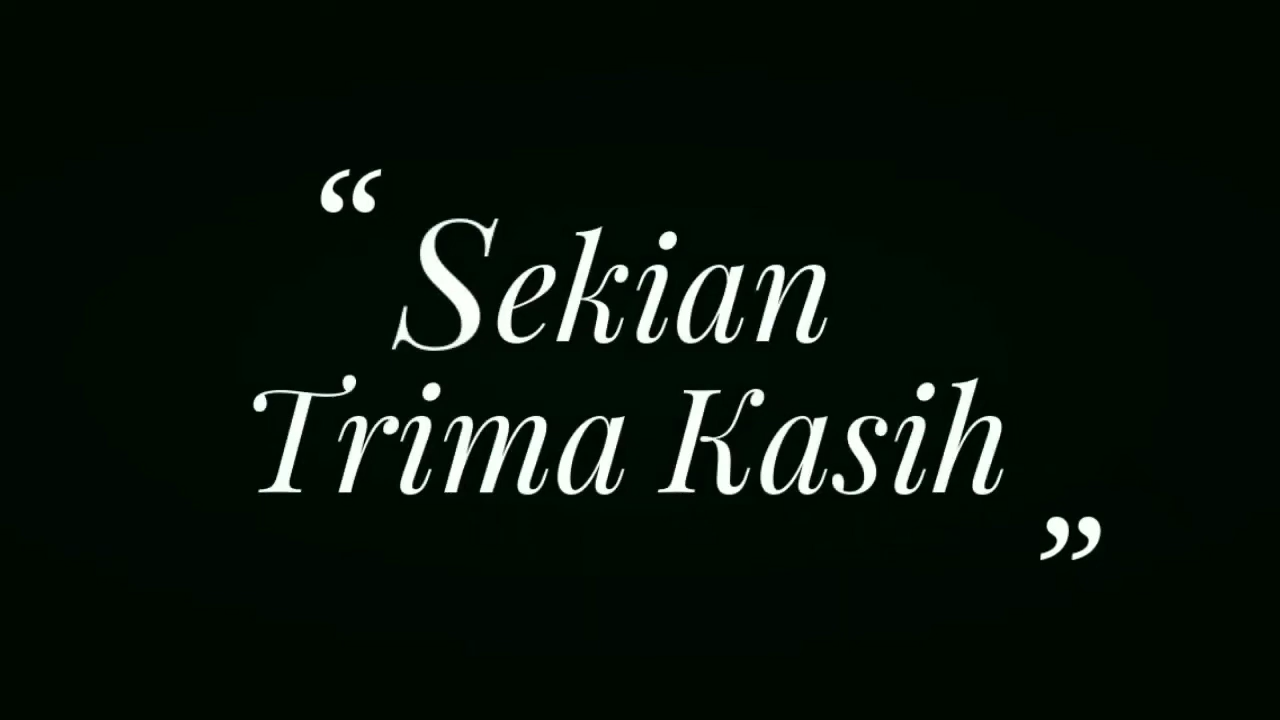 “ Sekian
Trima Kasih ”